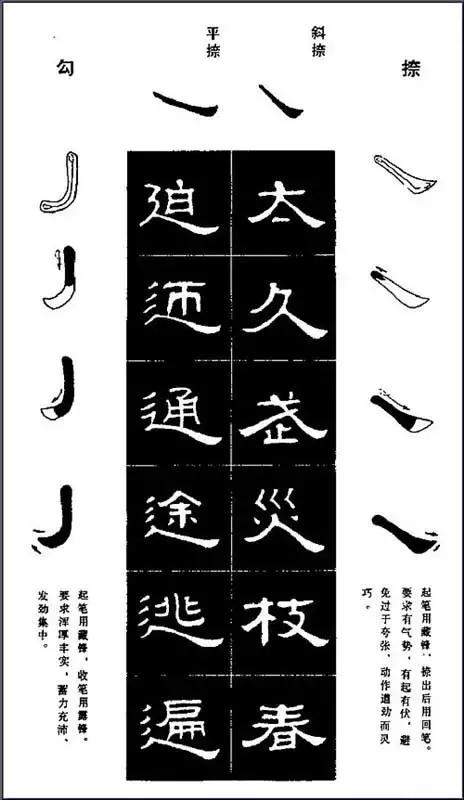 捺
起笔用藏锋,捺出后用回笔。
要求有气势,有起有伏,避
免过于夸张,动作遒劲而灵
巧。
斜捺
太
久
災
枝
春
平捺
迫
通
途
逃
遍
勾
起笔用藏锋,收笔用露锋。
要求浑厚丰实,蓄力充沛、
发劲集中。